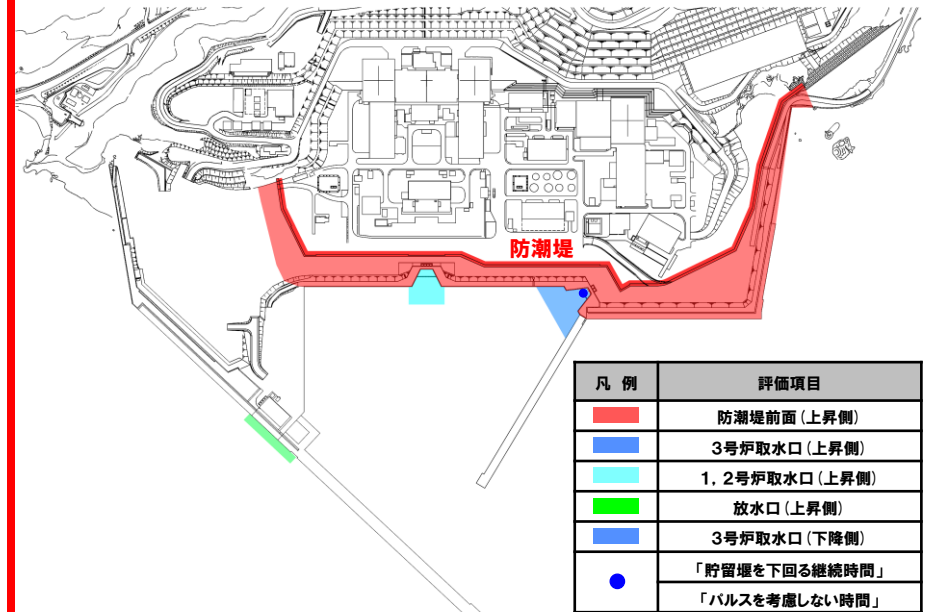 防潮堤
凡 例 評価項目
防潮堤前面(上昇側)
3号炉取水口(上昇側)
1, 2号炉取水口(上昇側)
放水口(上昇側)
3号炉取水口(下降側)
「貯留堰を下回る継続時間」
「パルスを考慮しない時間」